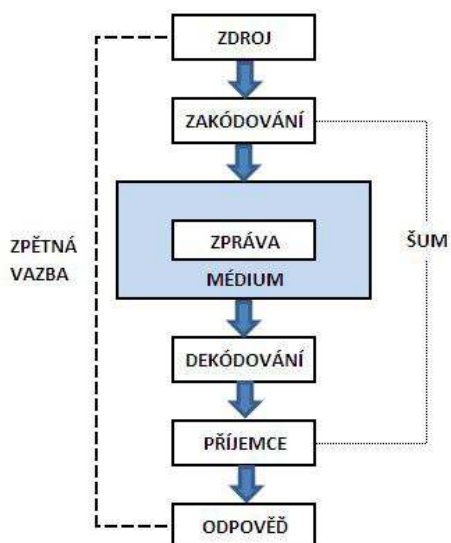 ZDROJ
ZAKÓDOVÁNÍ
ZPRÁVA
MÉDIUM
ZPĚTNÁ
VAZBA
ŠUM
DEKÓDOVÁNÍ
PŘÍJEMCE
ODPOVĚĎ